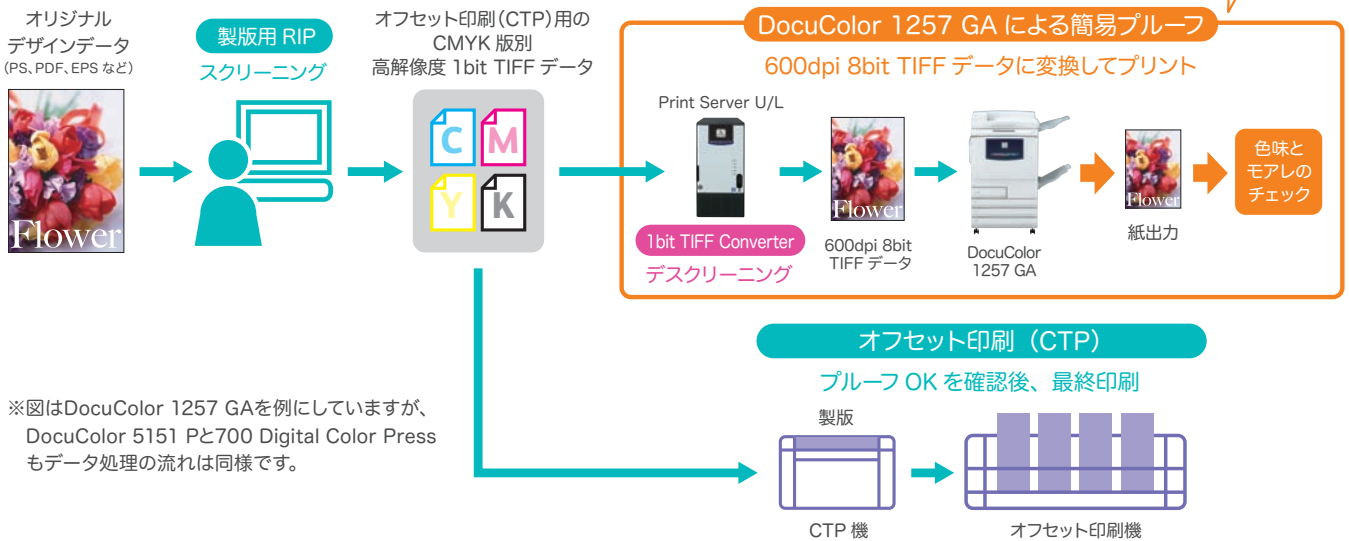 オリジナル
デザインデータ
(PS、PDF、EPS など)
Flower
製版用 RIP
スクリーニング
オフセット印刷(CTP)用の
CMYK 版別
高解像度 1bit TIFF データ
C
M
Y
K
DocuColor 1257 GA による簡易プルーフ
600dpi 8bit TIFF データに変換してプリント
Print Server U/L
1bit TIFF Converter
デスクリーニング
Flower
600dpi 8bit
TIFF データ
DocuColor
1257 GA
Flower
紙出力
色味と
モアレの
チェック
オフセット印刷(CTP)
プルーフ OK を確認後、最終印刷
製版
CTP 機
オフセット印刷機
※図はDocuColor 1257 GAを例にしていますが、
DocuColor 5151 Pと700 Digital Color Press
もデータ処理の流れは同様です。